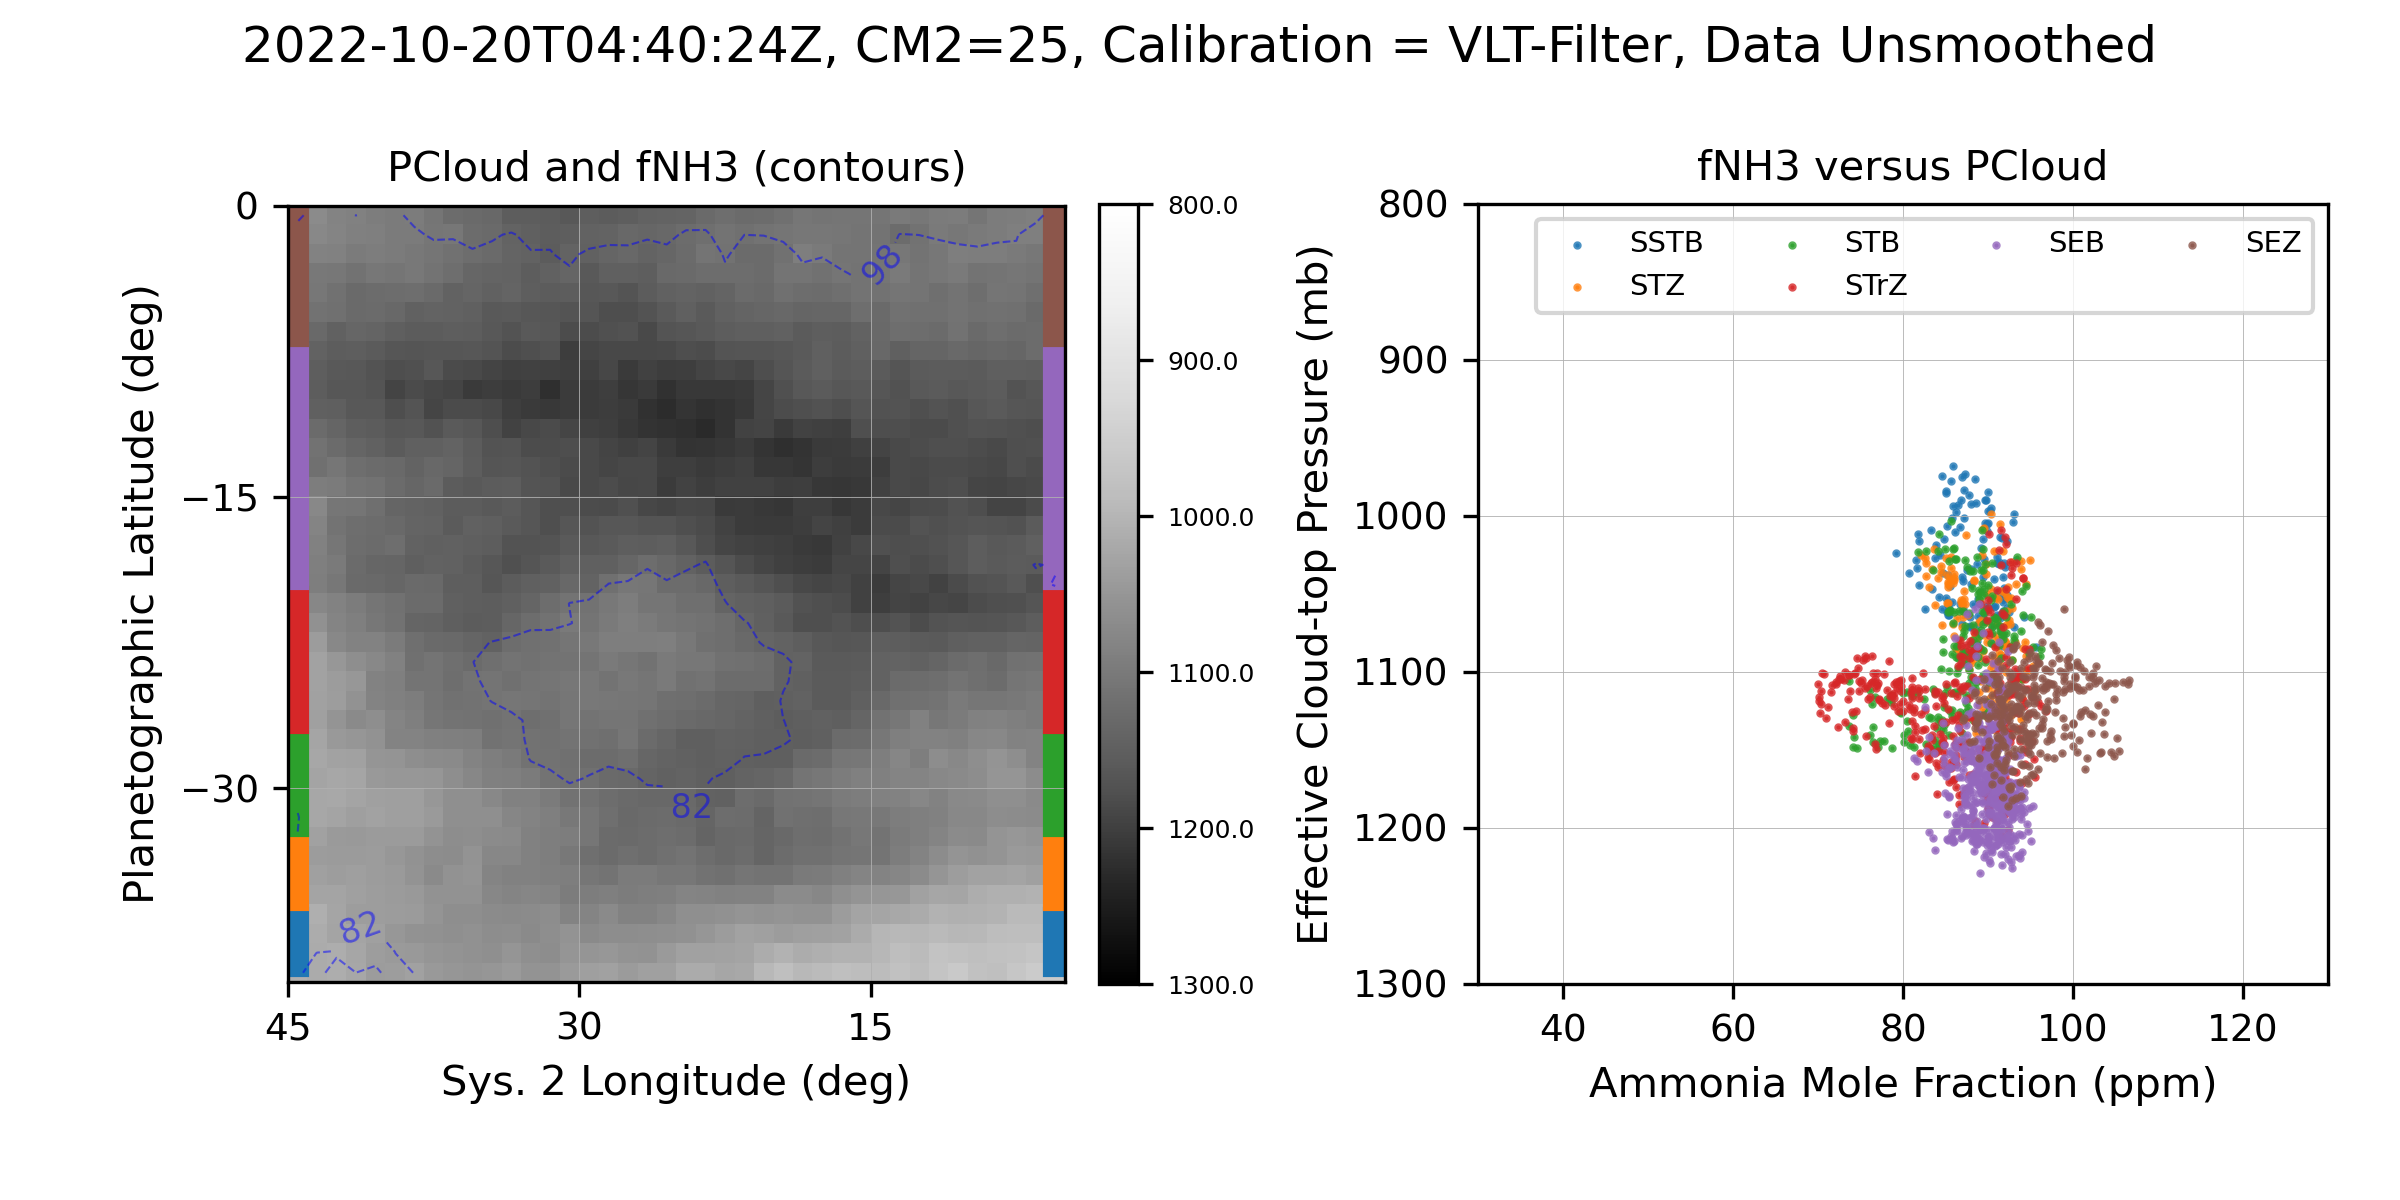 2022-10-20T04:40:24Z, CM2=25, Calibration = VLT-Filter, Data Unsmoothed
PCloud and fNH3 (contours)
0
−15
−30
Planetographic Latitude (deg)
98
82
82
45
30
15
Sys. 2 Longitude (deg)
800.0
900.0
1000.0
1100.0
1200.0
1300.0
fNH3 versus PCloud
800
900
1000
1100
1200
1300
Effective Cloud-top Pressure (mb)
SSTB STB SEB SEZ
STZ STrZ
40
60
80
100
120
Ammonia Mole Fraction (ppm)